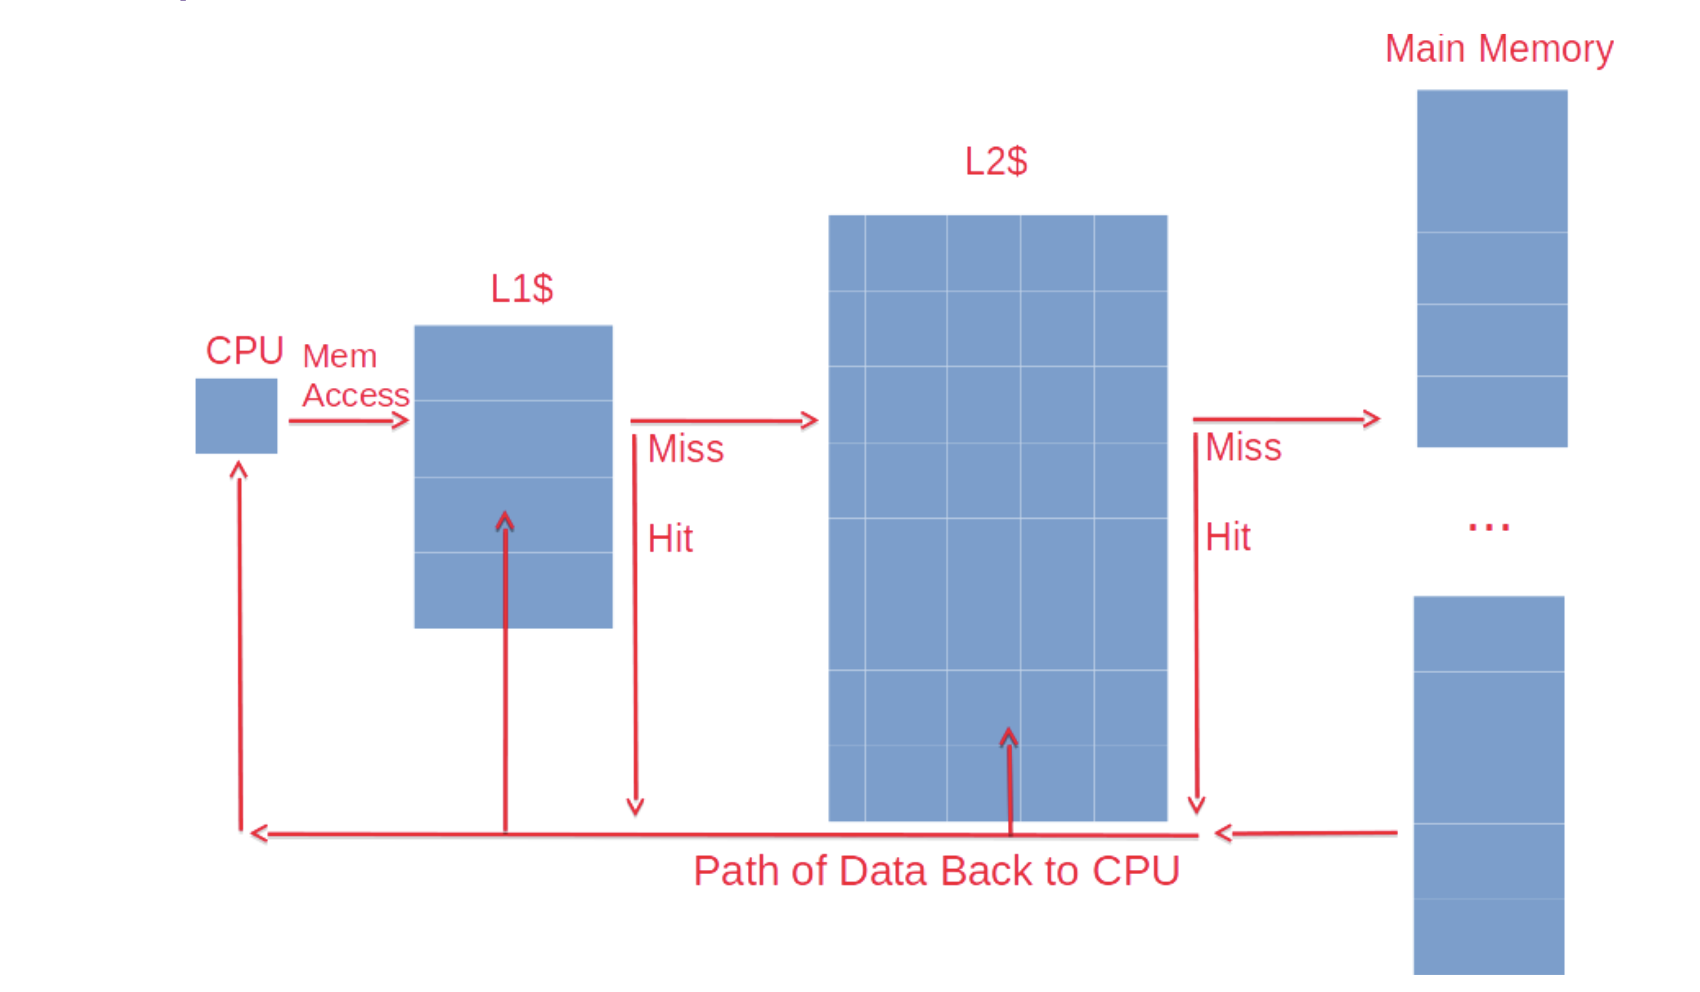 Main Memory
L2$
L1$
CPU
Mem
Access
Miss
Hit
Miss
Hit
...
Path of Data Back to CPU